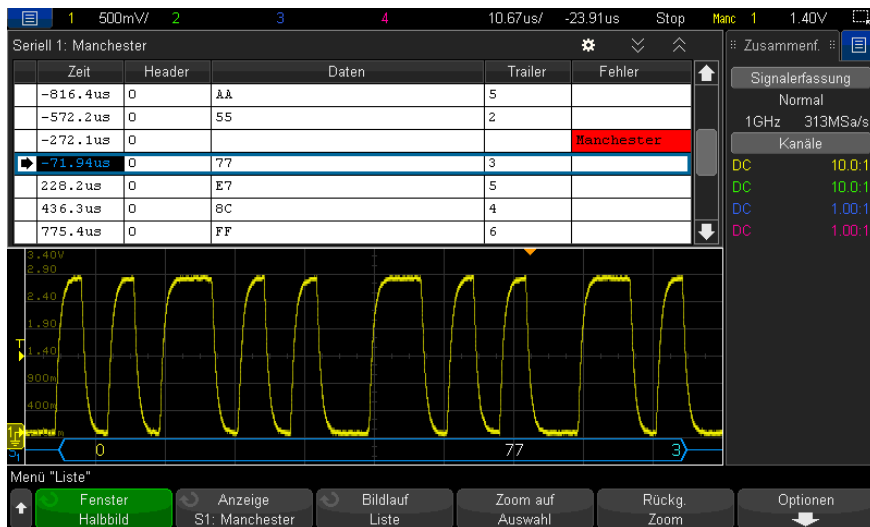 1 500mV/ 2 3 4 10.67us/ -23.91us Stop Manc 1 1.40V
Seriell 1: Manchester
Zusammenf.
Zeit Header Daten Trailer Fehler
-816.4us 0 AA 5
-572.2us 0 55 2
-272.1us 0 Manchester
-71.94us 0 77 3
228.2us 0 E7 5
436.3us 0 8C 4
775.4us 0 FF 6
Signalerfassung
Normal
1GHz 313MSa/s
Kanäle
DC 10.0:1
DC 10.0:1
DC 1.00:1
DC 1.00:1
3.40V
2.90
2.40
1.90
T
1.40
900m
400m
1
S1 0 77 3
Menü "Liste"
Fenster
Halbbild
Anzeige
S1: Manchester
Bildlauf
Liste
Zoom auf
Auswahl
Rückg.
Zoom
Optionen